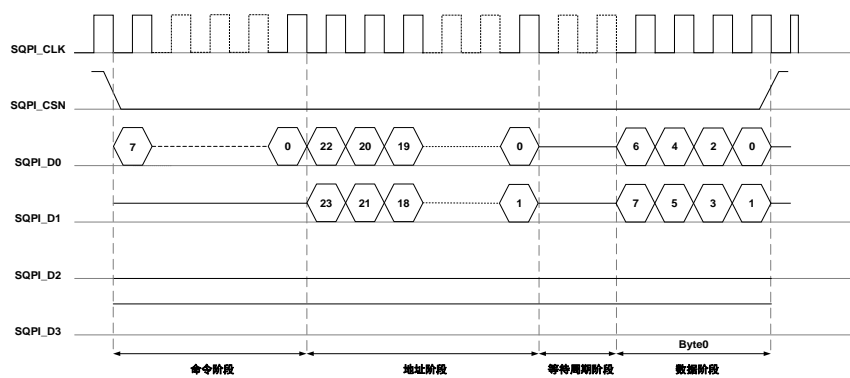 SQPI_CLK
SQPI_CSN
7 0 22 20 19 0 6 4 2 0
SQPI_D0
23 21 18 1 7 5 3 1
SQPI_D1
SQPI_D2
SQPI_D3
Byte0
命令阶段 地址阶段 等待周期阶段 数据阶段